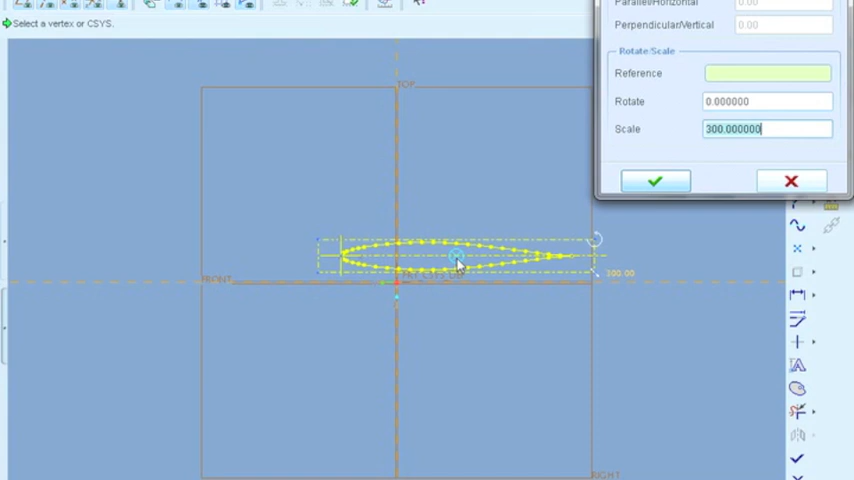 Select a vertex or CSYS.
Parallel/Horizontal 0.00
Perpendicular/Vertical 0.00
Rotate/Scale
Reference
Rotate 0.000000
Scale 300.000000
TOP
300.00
FRONT
RIGHT